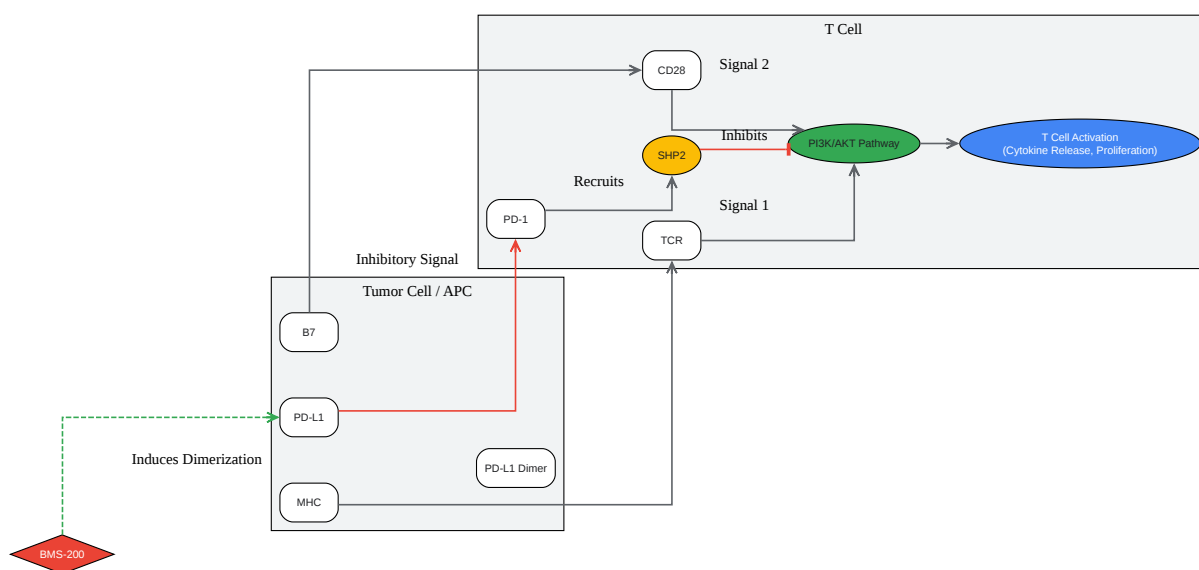 T Cell
CD28
Signal 2
Inhibits
SHP2
PI3K/AKT Pathway
T Cell Activation
(Cytokine Release, Proliferation)
Recruits
PD-1
Signal 1
TCR
Inhibitory Signal
Tumor Cell / APC
B7
PD-L1
Induces Dimerization
PD-L1 Dimer
MHC
BMS-200